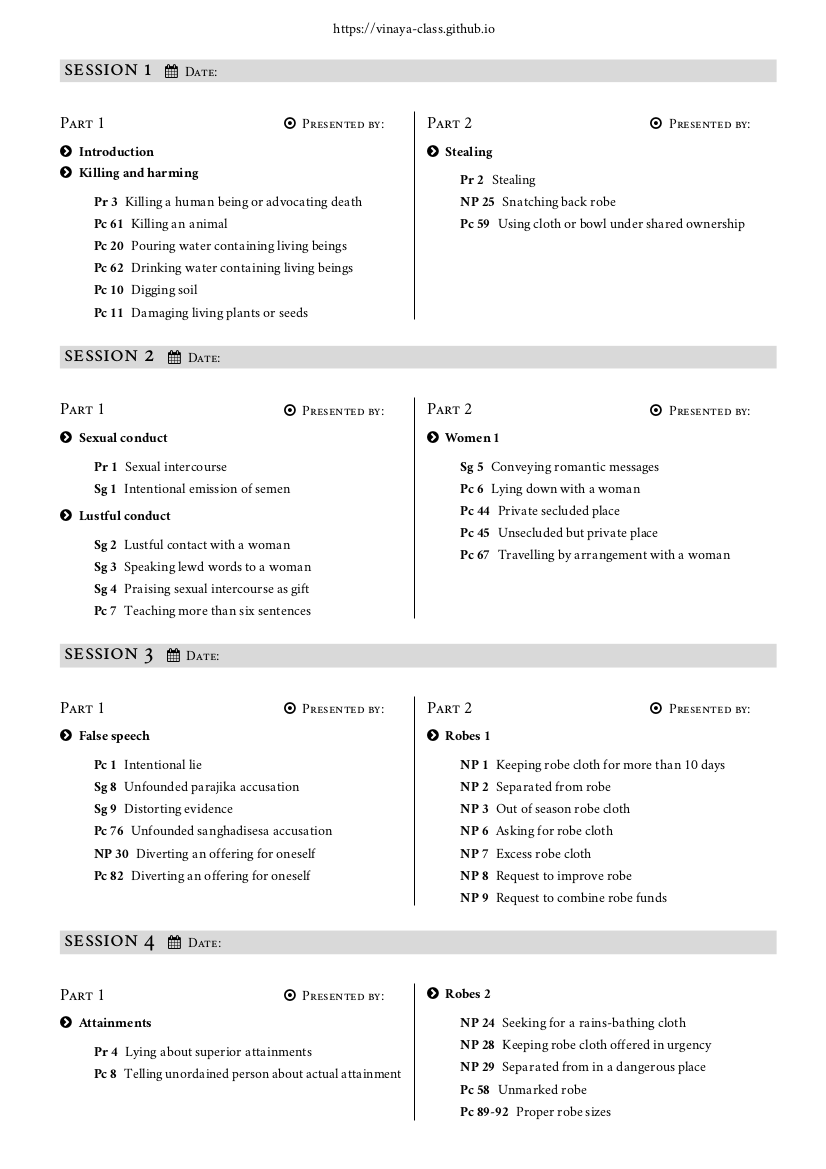 https://vinaya-class.github.io
SESSION 1 Date:
Part 1 Presented by:
Introduction
Killing and harming
Pr 3 Killing a human being or advocating death
Pc 61 Killing an animal
Pc 20 Pouring water containing living beings
Pc 62 Drinking water containing living beings
Pc 10 Digging soil
Pc 11 Damaging living plants or seeds
Part 2 Presented by:
Stealing
Pr 2 Stealing
NP 25 Snatching back robe
Pc 59 Using cloth or bowl under shared ownership
SESSION 2 Date:
Part 1 Presented by:
Sexual conduct
Pr 1 Sexual intercourse
Sg 1 Intentional emission of semen
Lustful conduct
Sg 2 Lustful contact with a woman
Sg 3 Speaking lewd words to a woman
Sg 4 Praising sexual intercourse as gift
Pc 7 Teaching more than six sentences
Part 2 Presented by:
Women 1
Sg 5 Conveying romantic messages
Pc 6 Lying down with a woman
Pc 44 Private secluded place
Pc 45 Unsecluded but private place
Pc 67 Travelling by arrangement with a woman
SESSION 3 Date:
Part 1 Presented by:
False speech
Pc 1 Intentional lie
Sg 8 Unfounded parajika accusation
Sg 9 Distorting evidence
Pc 76 Unfounded sanghadisesa accusation
NP 30 Diverting an offering for oneself
Pc 82 Diverting an offering for oneself
Part 2 Presented by:
Robes 1
NP 1 Keeping robe cloth for more than 10 days
NP 2 Separated from robe
NP 3 Out of season robe cloth
NP 6 Asking for robe cloth
NP 7 Excess robe cloth
NP 8 Request to improve robe
NP 9 Request to combine robe funds
SESSION 4 Date:
Part 1 Presented by:
Attainments
Pr 4 Lying about superior attainments
Pc 8 Telling unordained person about actual attainment
Robes 2
NP 24 Seeking for a rains-bathing cloth
NP 28 Keeping robe cloth offered in urgency
NP 29 Separated from in a dangerous place
Pc 58 Unmarked robe
Pc 89-92 Proper robe sizes